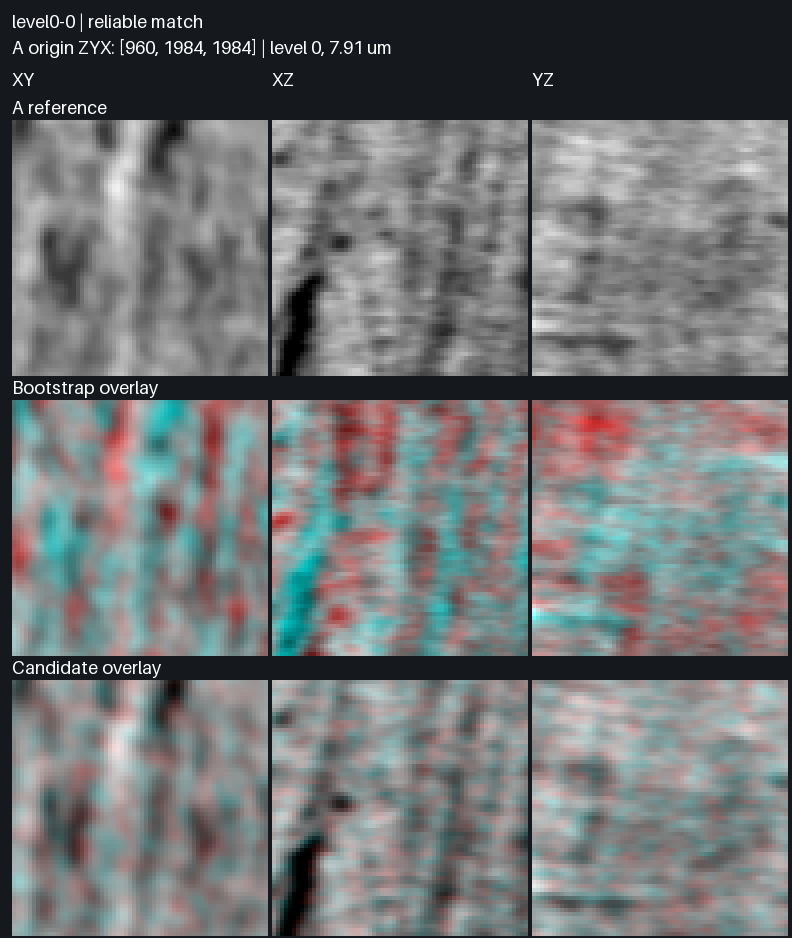 level0-0 | reliable match
A origin ZYX: [960, 1984, 1984] | level 0, 7.91 um
XY XZ YZ
A reference
Bootstrap overlay
Candidate overlay